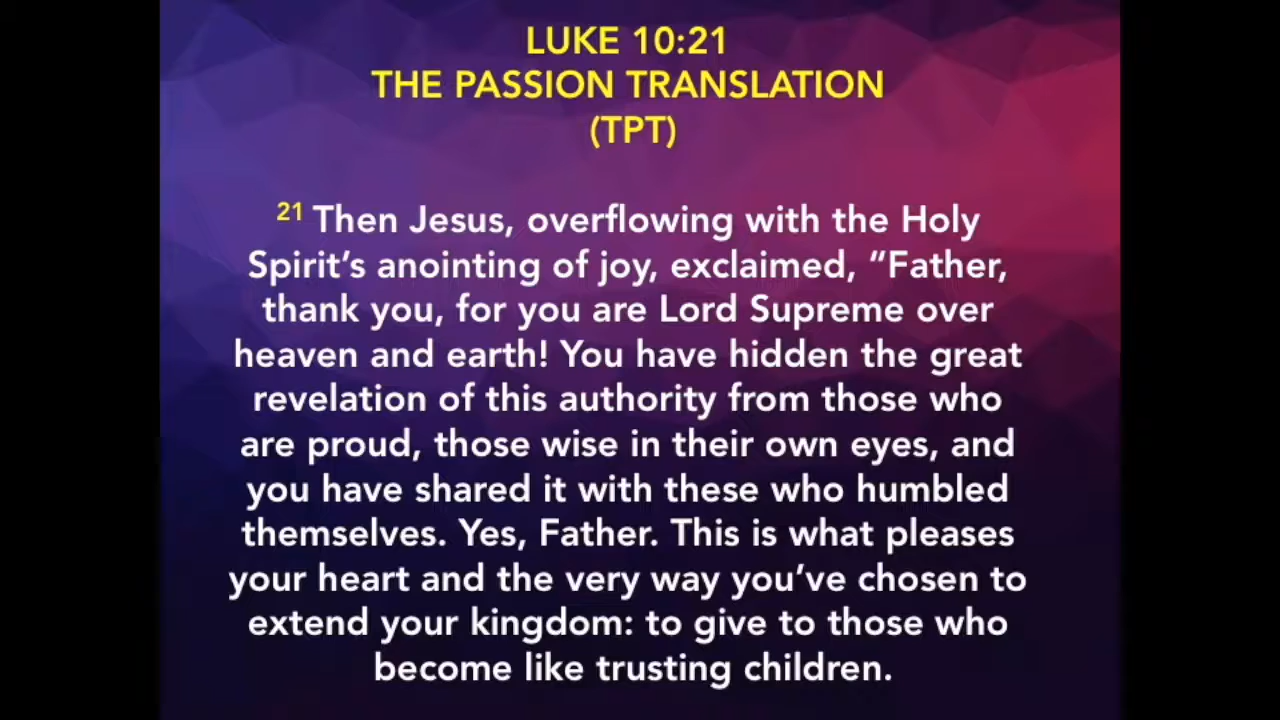 LUKE 10:21
THE PASSION TRANSLATION
(TPT)
21 Then Jesus, overflowing with the Holy
Spirit’s anointing of joy, exclaimed, “Father,
thank you, for you are Lord Supreme over
heaven and earth! You have hidden the great
revelation of this authority from those who
are proud, those wise in their own eyes, and
you have shared it with these who humbled
themselves. Yes, Father. This is what pleases
your heart and the very way you’ve chosen to
extend your kingdom: to give to those who
become like trusting children.